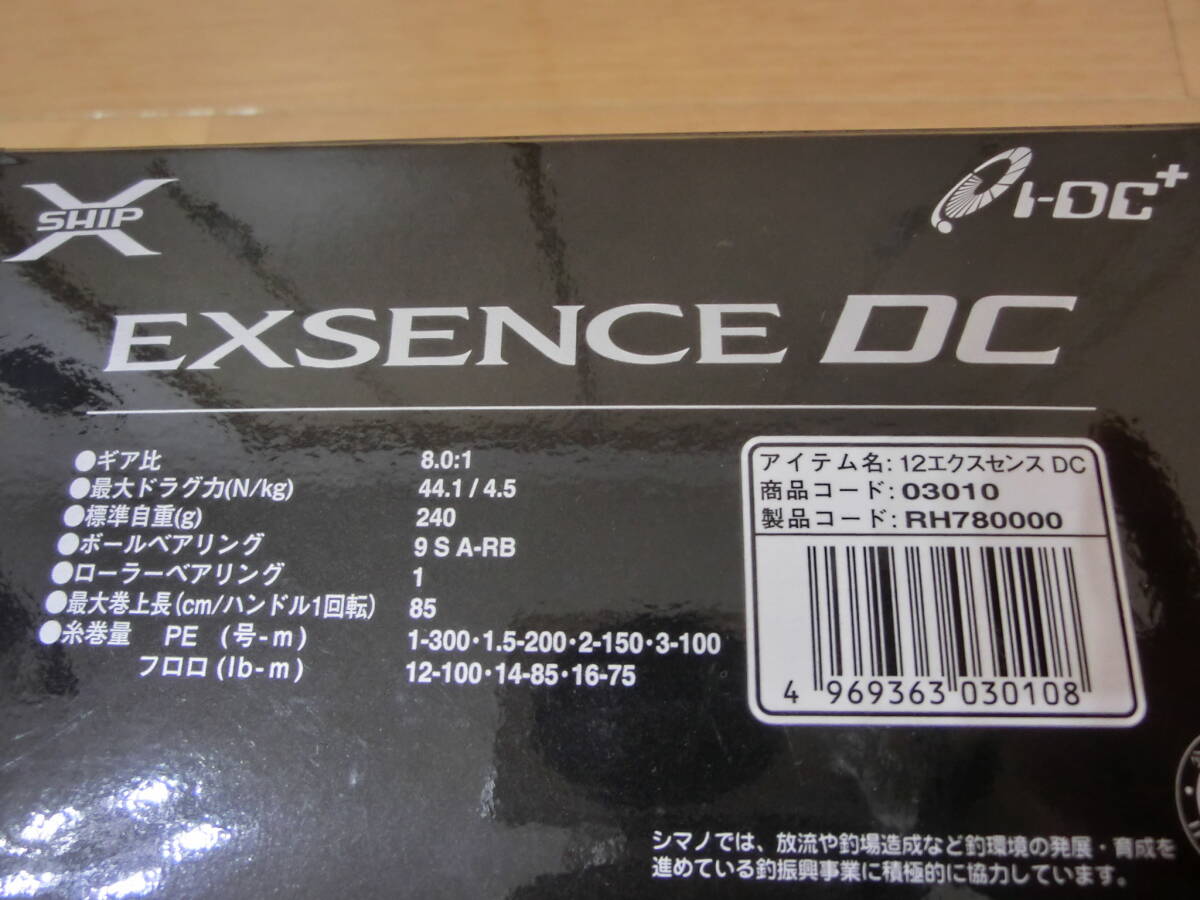 X SHIP
I-DC+
EXSENCE DC
●ギア比 8.0:1
●最大ドラグ力(N/kg) 44.1/4.5
●標準自重(g) 240
●ボールベアリング 9 S A-RB
●ローラーベアリング 1
●最大巻上長(cm/ハンドル1回転) 85
●糸巻量 PE (号-m) 1-300・1.5-200・2-150・3-100
フロロ(lb-m) 12-100・14-85・16-75
アイテム名:12エクスセンス DC
商品コード:03010
製品コード:RH780000
4 969363 030108
シマノでは、放流や釣場造成など釣環境の発展・育成を
進めている釣振興事業に積極的に協力しています。